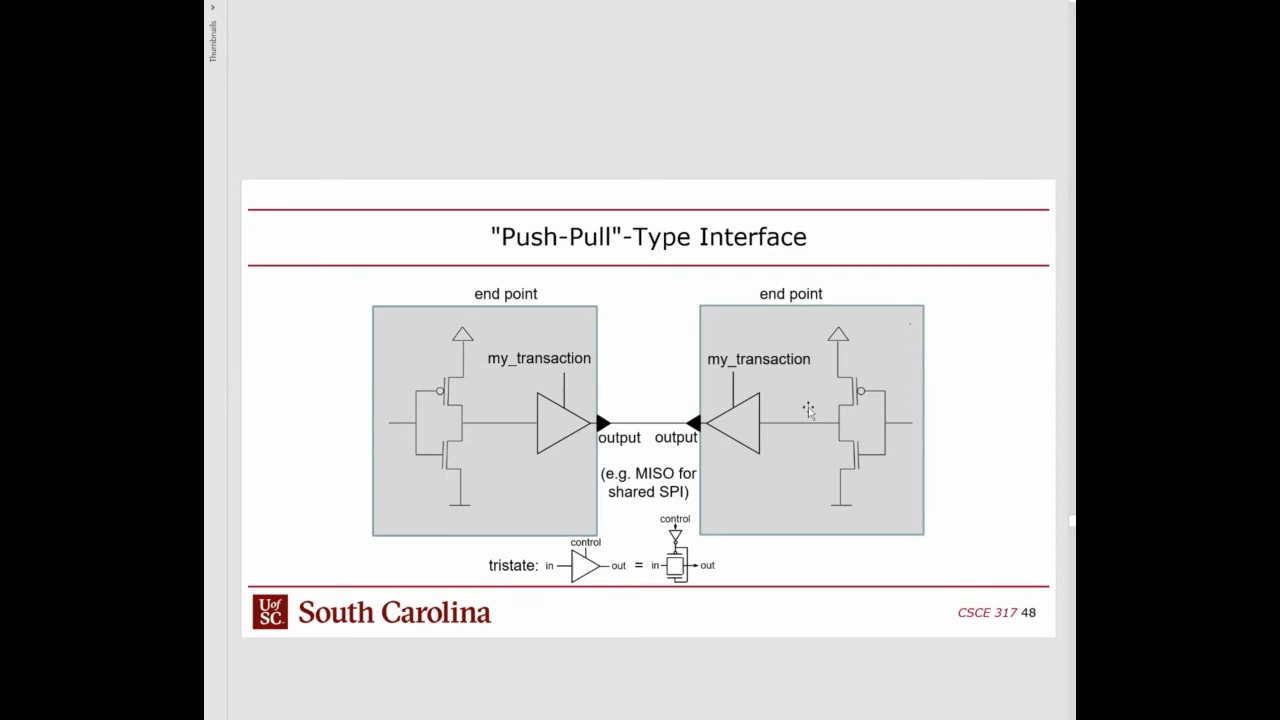 Thumbnails
"Push-Pull"-Type Interface
end point
end point
my_transaction
my_transaction
output
output
(e.g. MISO for
shared SPI)
control
control
tristate:
in
out
=
in
out
UofSC
South Carolina
CSCE 317 48